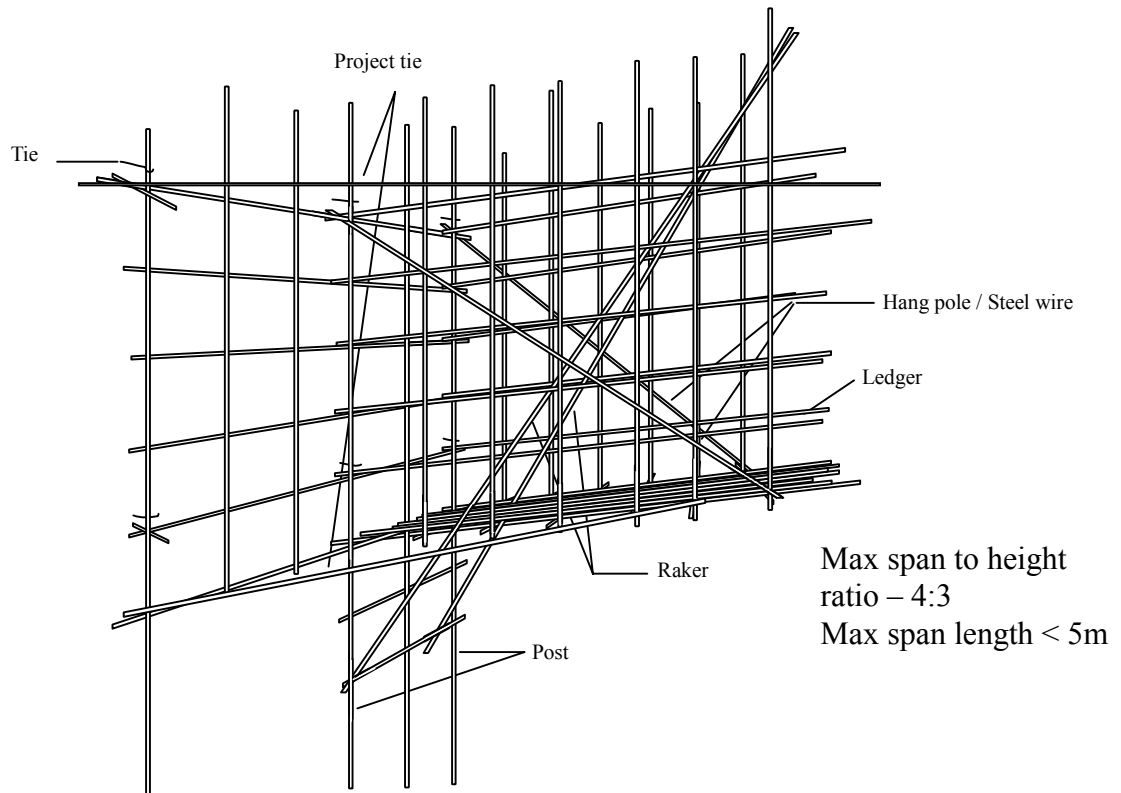 Project tie
Tie
Hang pole / Steel wire
Ledger
Raker
Post
Max span to height
ratio – 4:3
Max span length < 5m